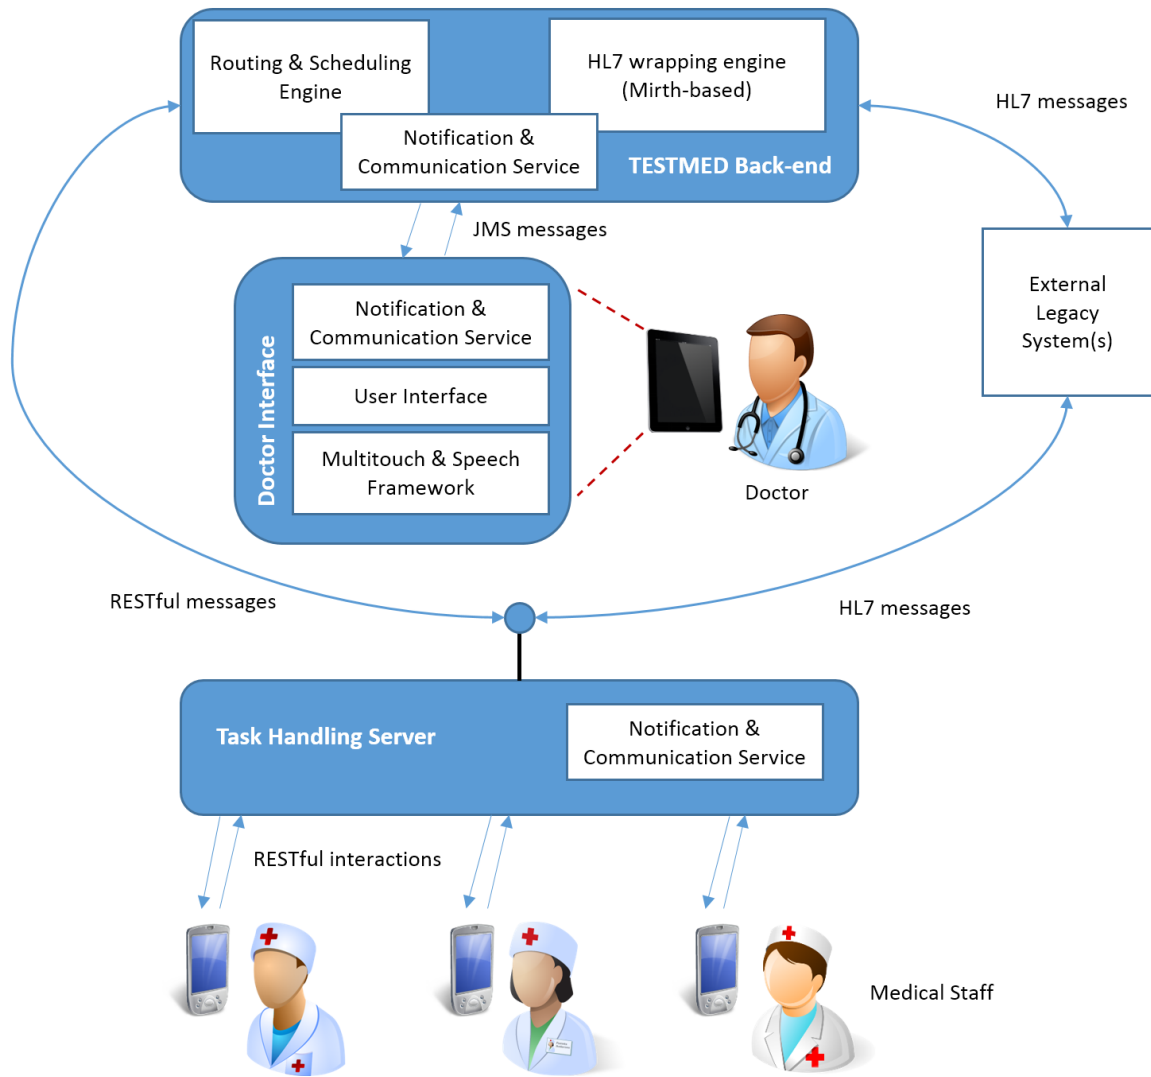 Routing & Scheduling
Engine
HL7 wrapping engine
(Mirth-based)
Notification &
Communication Service
TESTMED Back-end
HL7 messages
JMS messages
External
Legacy
System(s)
Doctor Interface
Notification &
Communication Service
User Interface
Multitouch & Speech
Framework
Doctor
RESTful messages
HL7 messages
Task Handling Server
Notification &
Communication Service
RESTful interactions
Medical Staff